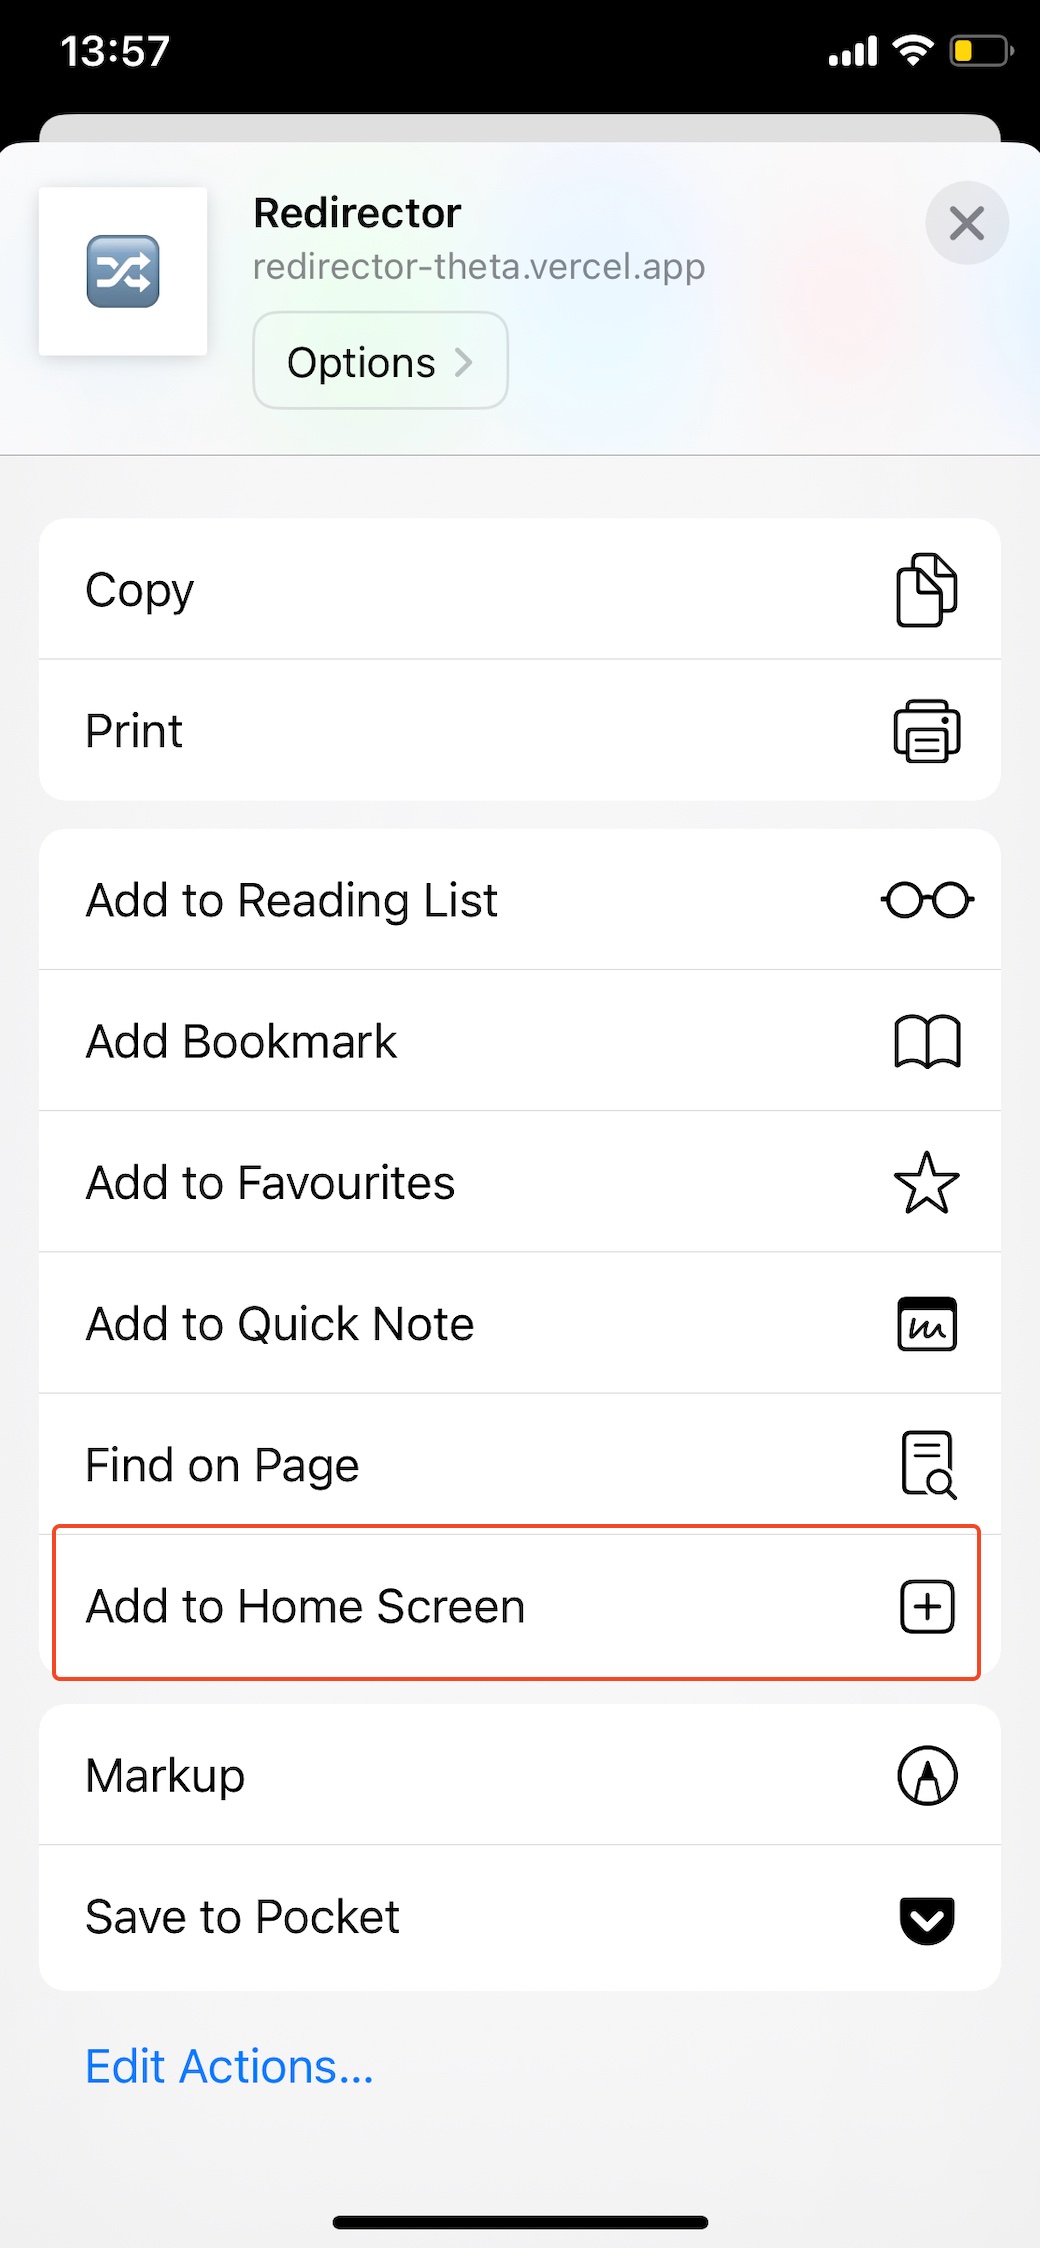 13:57
Redirector
redirector-theta.vercel.app
Options
Copy
Print
Add to Reading List
Add Bookmark
Add to Favourites
Add to Quick Note
Find on Page
Add to Home Screen
Markup
Save to Pocket
Edit Actions...